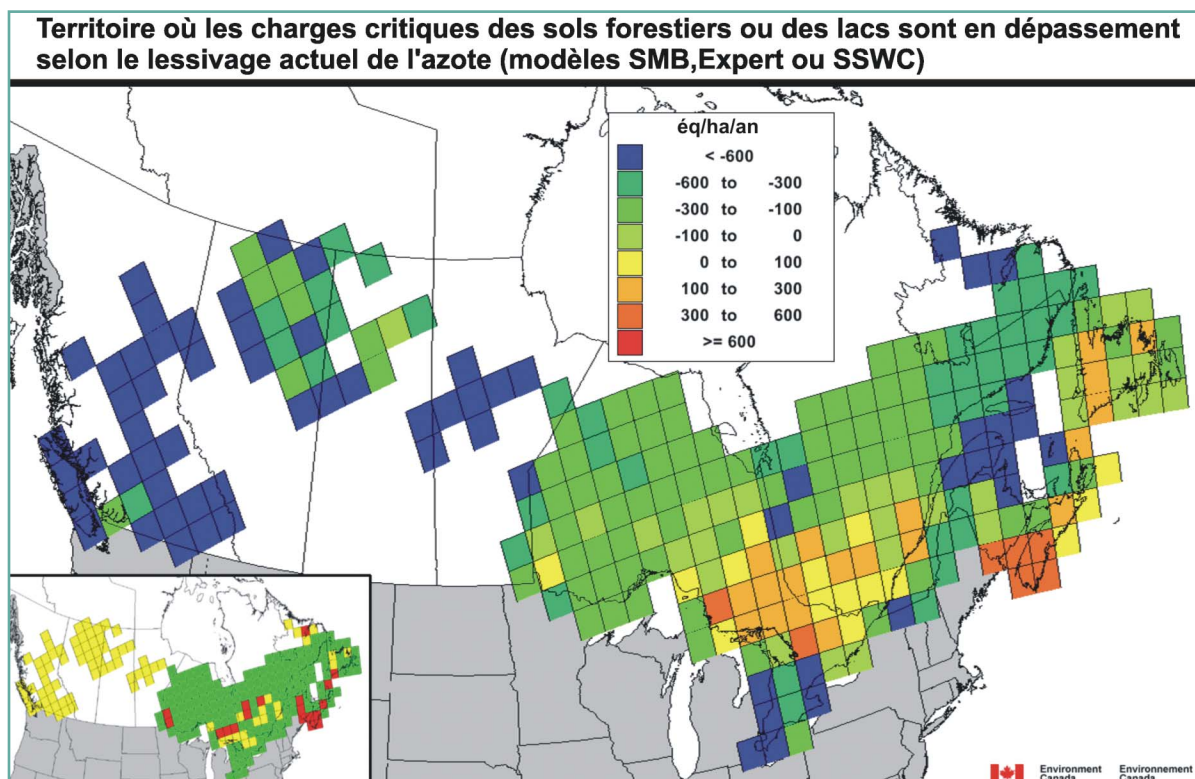 Territoire où les charges critiques des sols forestiers ou des lacs sont en dépassement
selon le lessivage actuel de l'azote (modèles SMB,Expert ou SSWC)
éq/ha/an
< -600
-600 to -300
-300 to -100
-100 to 0
0 to 100
100 to 300
300 to 600
>= 600
Environment Environnement
Canada Canada